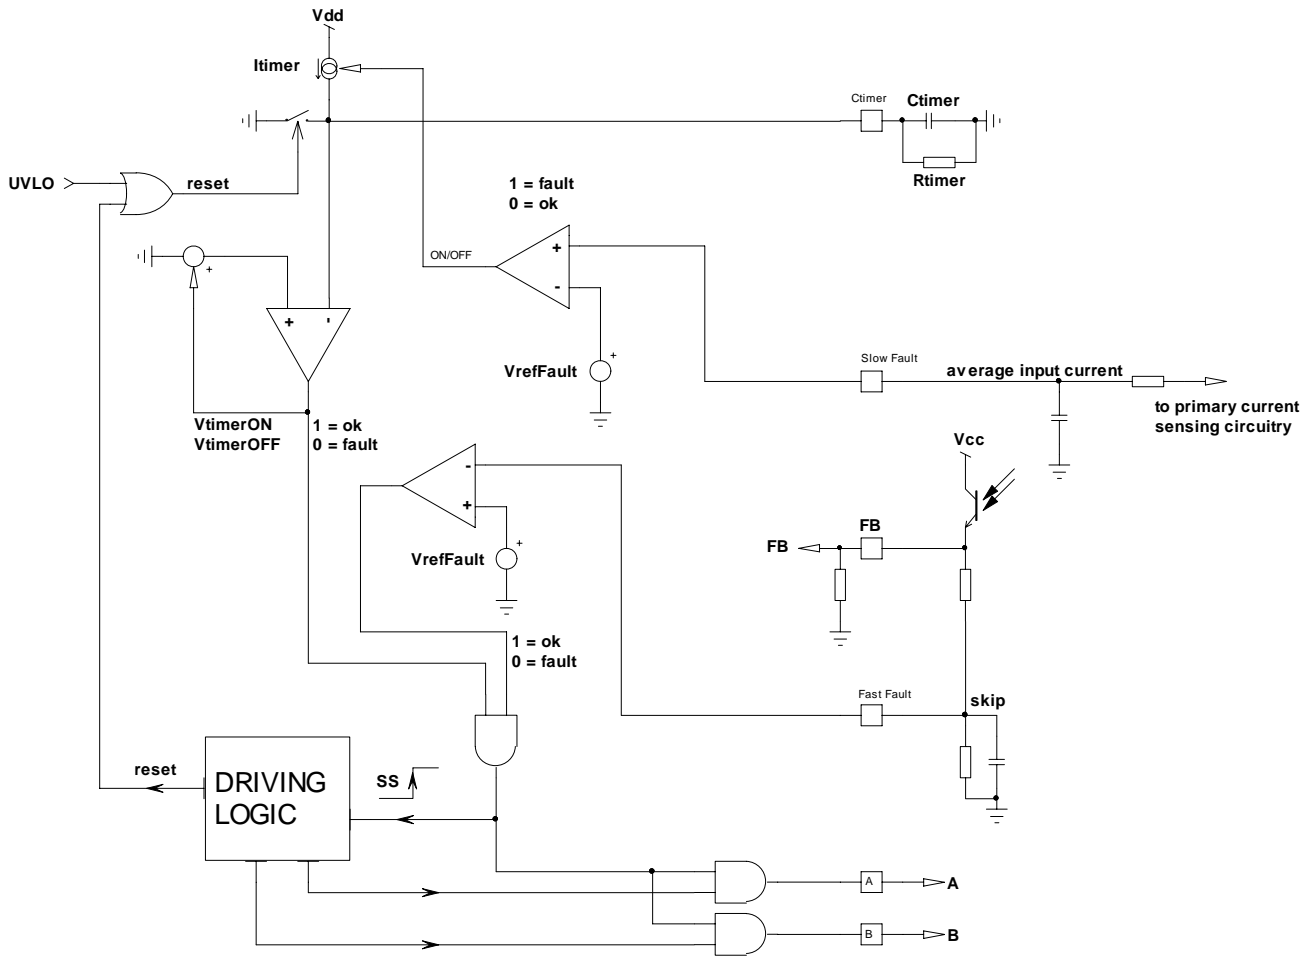 Vdd
Itimer
Ctimer
Ctimer
Rtimer
UVLO
reset
1 = fault
0 = ok
ON/OFF
+
-
+
+
-
+
VrefFault
Slow Fault
average input current
to primary current
sensing circuitry
VtimerON
VtimerOFF
1 = ok
0 = fault
Vcc
-
+
+
VrefFault
FB
FB
1 = ok
0 = fault
Fast Fault
skip
reset
DRIVING
LOGIC
SS
A
A
B
B